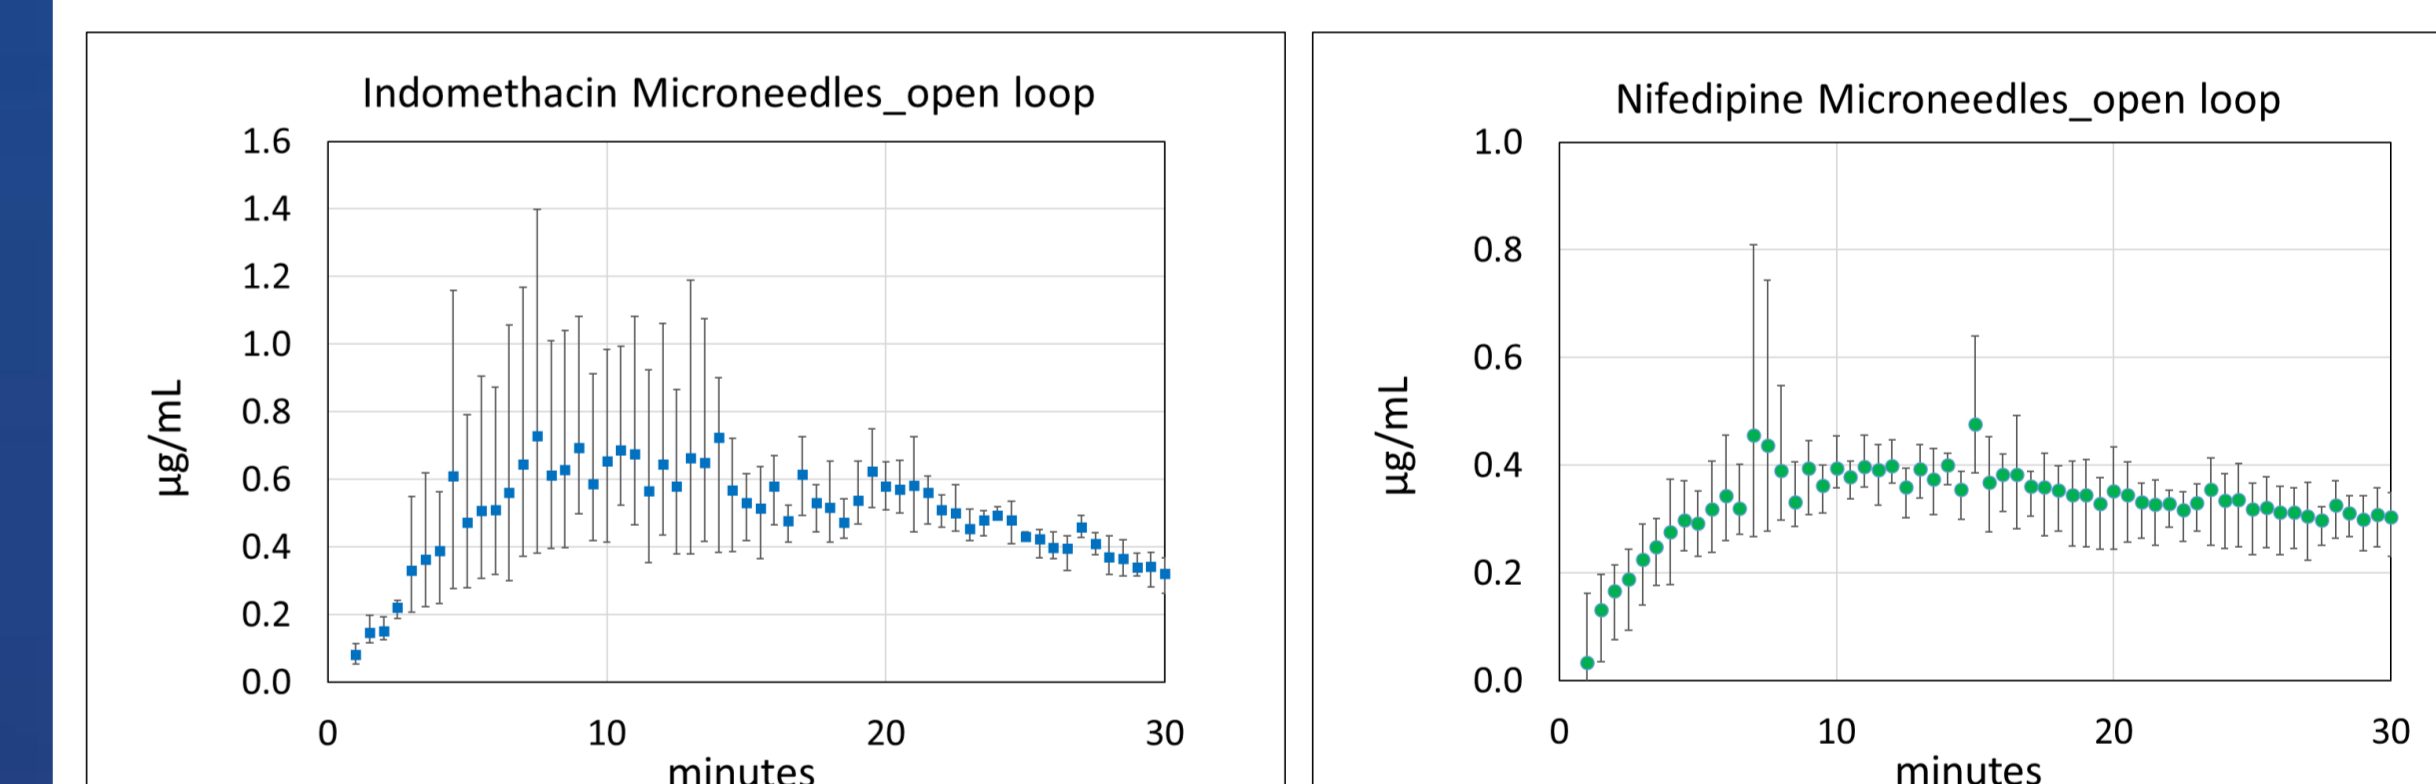 Indomethacin Microneedles_open loop
1.6
1.4
1.2
1.0
0.8
0.6
0.4
0.2
0.0
µg/mL
0 10 20 30
minutes
Nifedipine Microneedles_open loop
1.0
0.8
0.6
0.4
0.2
0.0
µg/mL
0 10 20 30
minutes